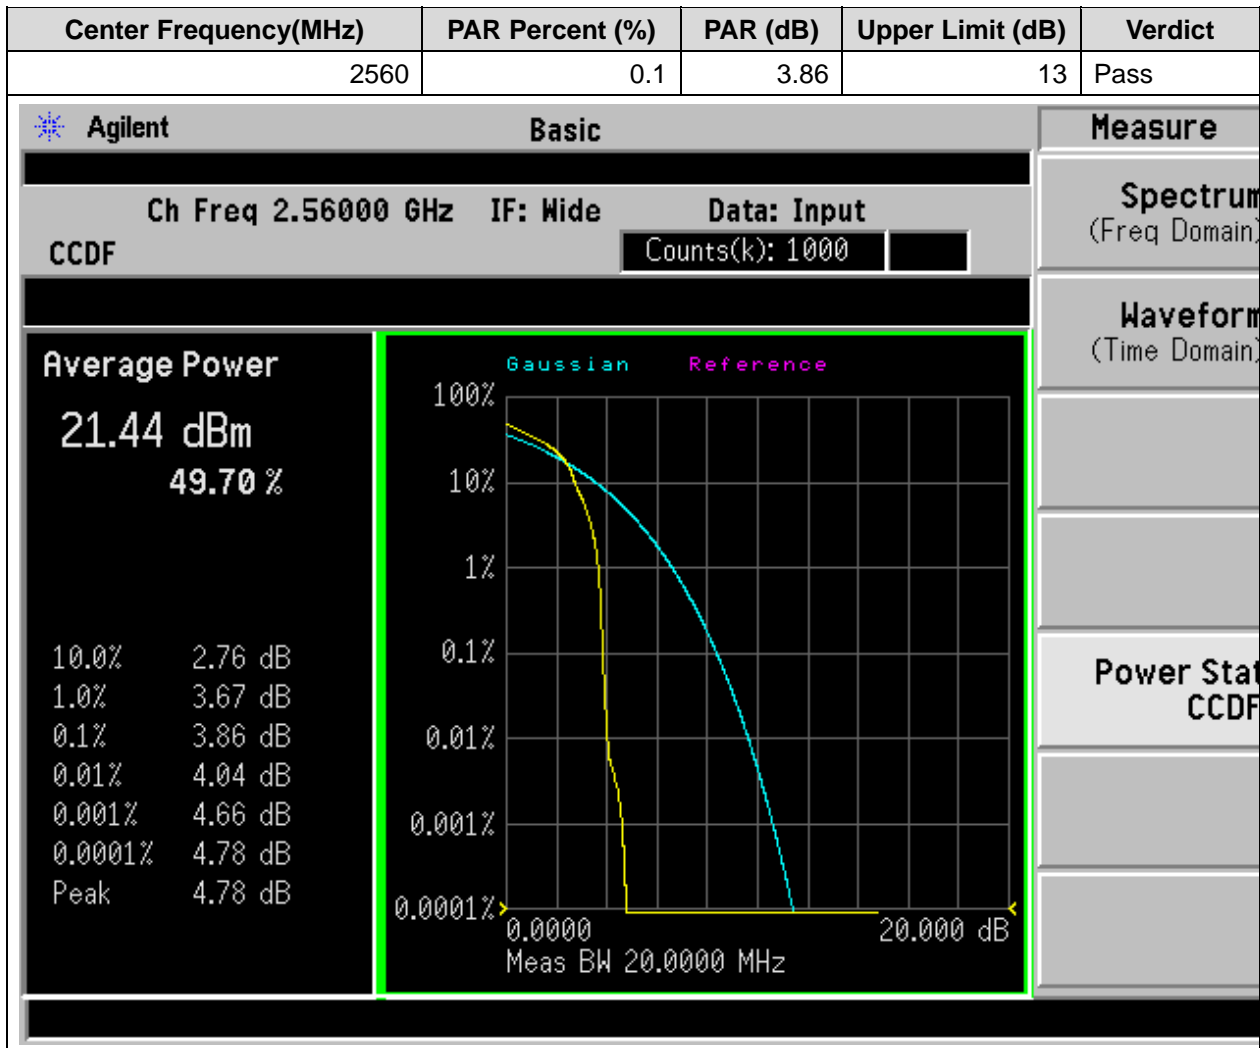 Center Frequency(MHz) PAR Percent (%) PAR (dB) Upper Limit (dB) Verdict
2560 0.1 3.86 13 Pass
Agilent Basic Measure
Ch Freq 2.56000 GHz IF: Wide Data: Input
CCDF Counts(k): 1000
Spectrum
(Freq Domain)
Waveform
(Time Domain)
Power Stat
CCDF
Average Power
21.44 dBm
49.70 %
10.0% 2.76 dB
1.0% 3.67 dB
0.1% 3.86 dB
0.01% 4.04 dB
0.001% 4.66 dB
0.0001% 4.78 dB
Peak 4.78 dB
Gaussian Reference
100%
10%
1%
0.1%
0.01%
0.001%
0.0001%
0.0000 20.000 dB
Meas BW 20.0000 MHz